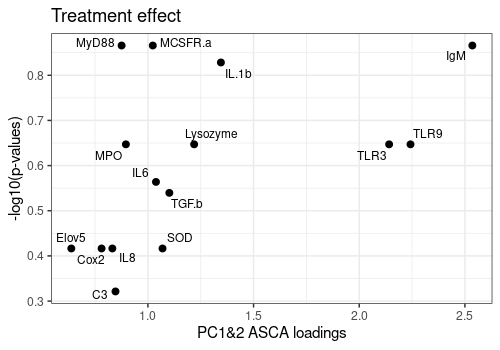 Treatment effect
MyD88
MCSFR.a
IgM
IL.1b
0.8
0.7
Lysozyme
TLR9
MPO
TLR3
0.6
IL6
TGF.b
0.5
Elov5
SOD
0.4
Cox2
IL8
C3
0.3
-log10(p-values)
1.0
1.5
2.0
2.5
PC1&2 ASCA loadings